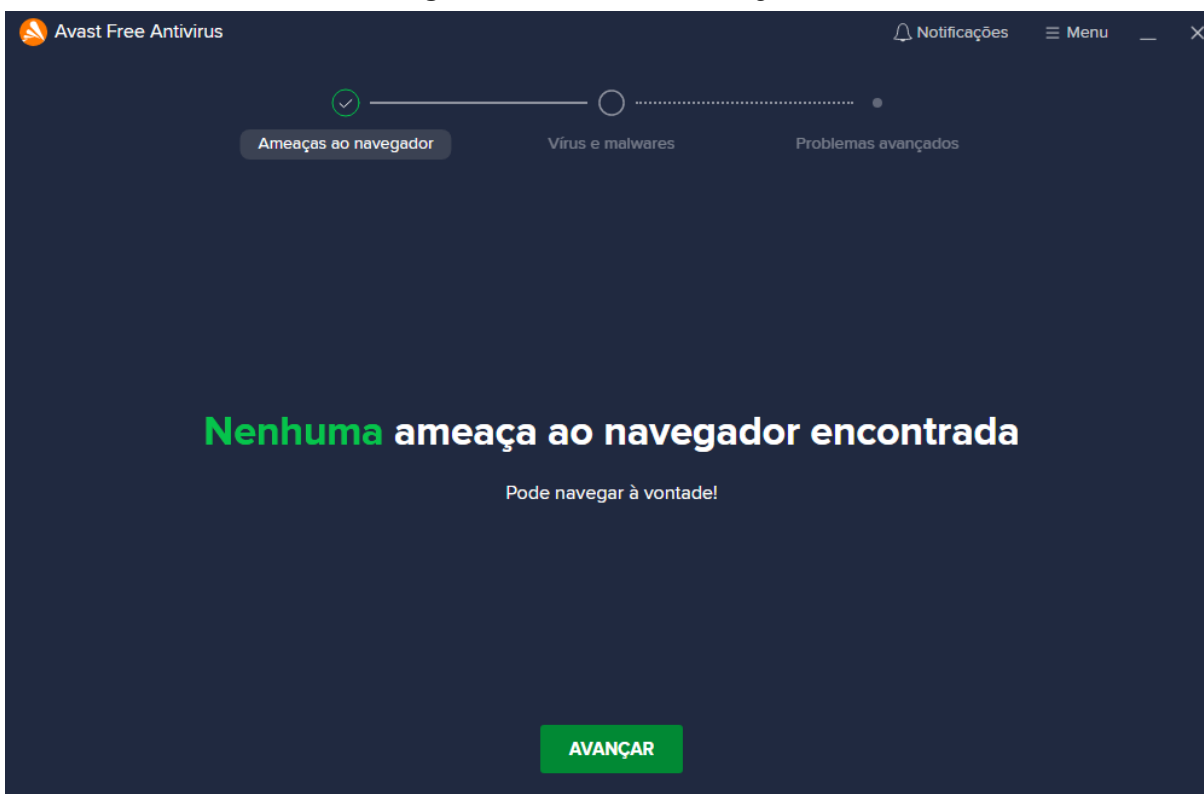 Avast Free Antivirus
Notificações
Menu
Ameaças ao navegador
Vírus e malwares
Problemas avançados
Nenhuma ameaça ao navegador encontrada
Pode navegar à vontade!
AVANÇAR